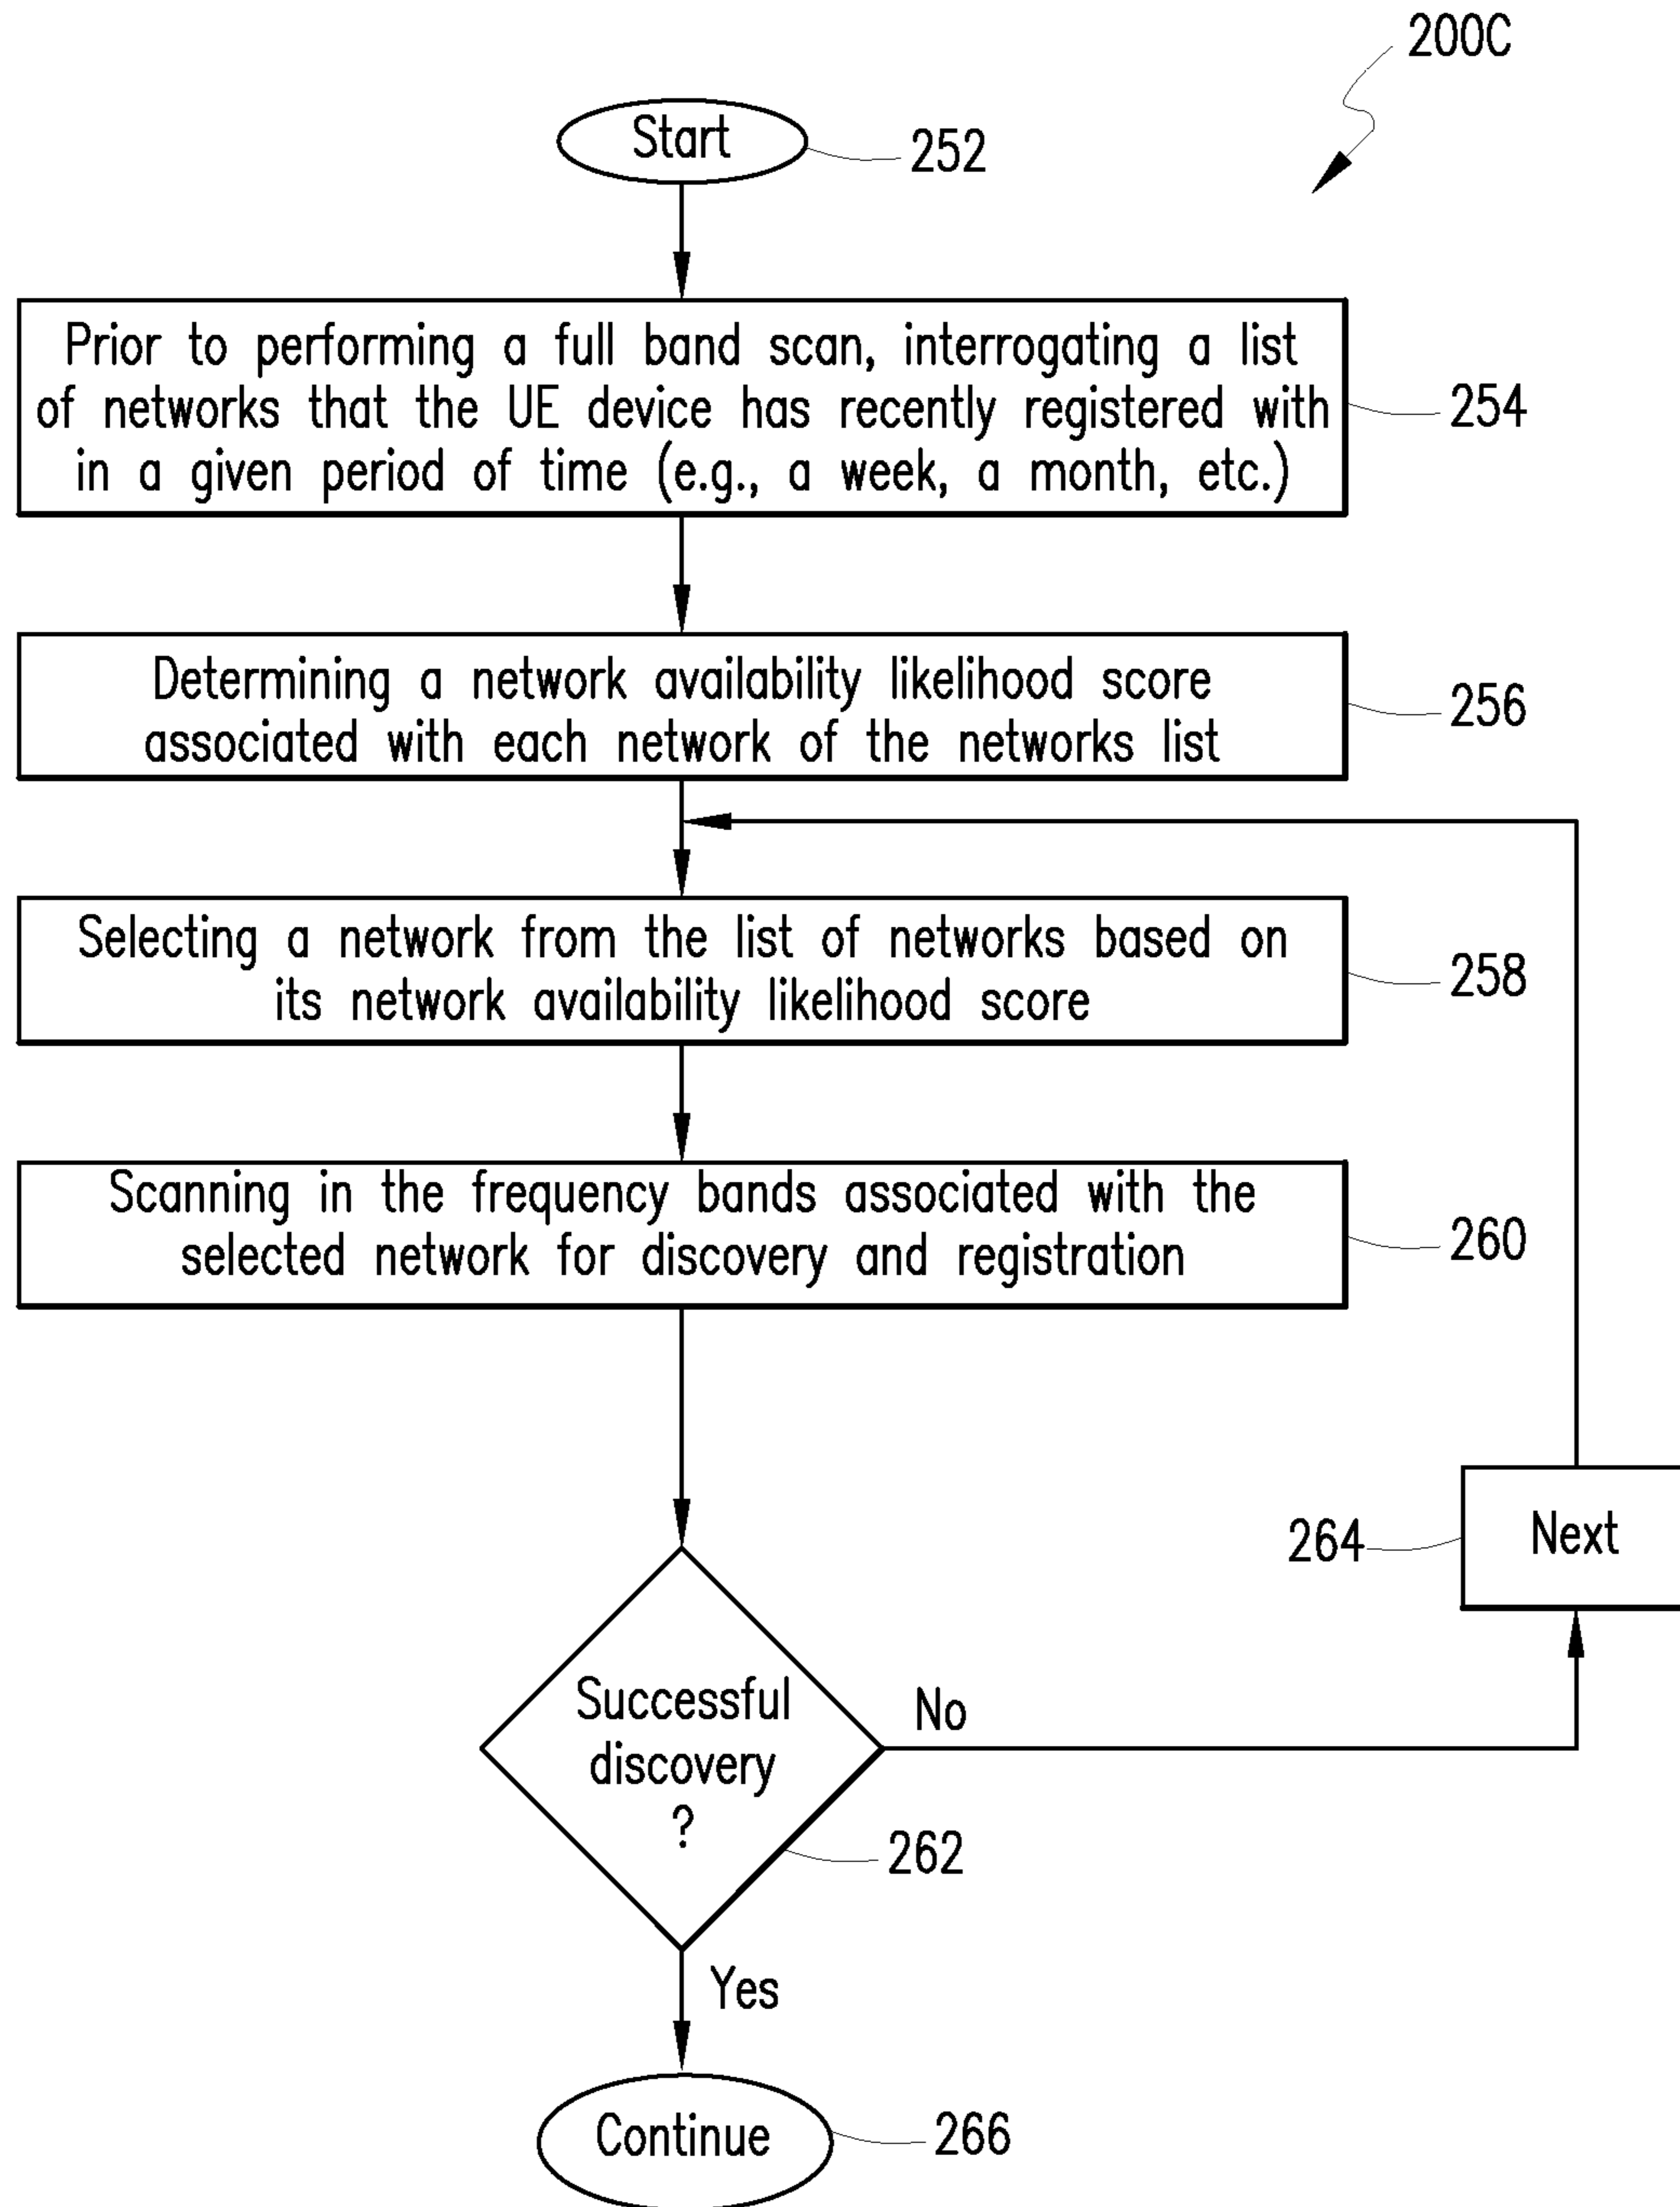 200C
Start
252
Prior to performing a full band scan, interrogating a list
of networks that the UE device has recently registered with
in a given period of time (e.g., a week, a month, etc.)
254
Determining a network availability likelihood score
associated with each network of the networks list
256
Selecting a network from the list of networks based on
its network availability likelihood score
258
Scanning in the frequency bands associated with the
selected network for discovery and registration
260
264
Next
Successful
discovery
?
No
262
Yes
Continue
266